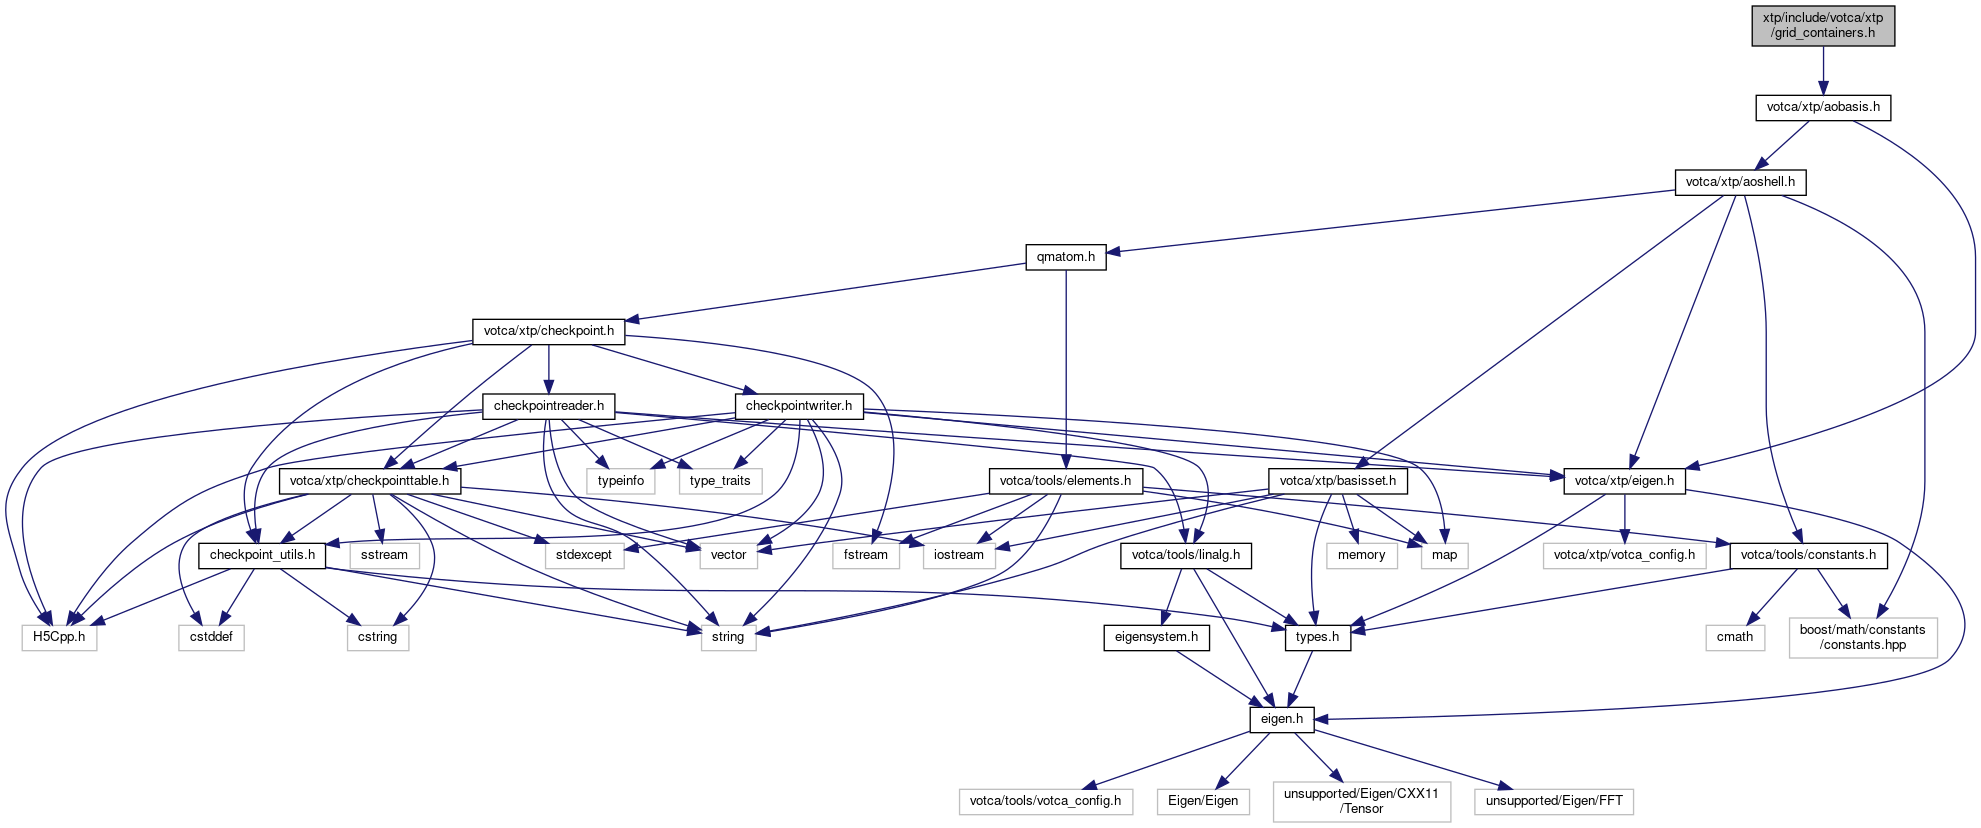 xtp/include/votca/xtp
/grid_containers.h
votca/xtp/aobasis.h
votca/xtp/aoshell.h
qmatom.h
votca/xtp/checkpoint.h
checkpointreader.h
checkpointwriter.h
votca/xtp/checkpointtable.h
typeinfo
type_traits
votca/tools/elements.h
votca/xtp/basisset.h
votca/xtp/eigen.h
checkpoint_utils.h
sstream
stdexcept
vector
fstream
iostream
votca/tools/linalg.h
memory
map
votca/xtp/votca_config.h
votca/tools/constants.h
H5Cpp.h
cstddef
cstring
string
eigensystem.h
types.h
cmath
boost/math/constants
/constants.hpp
eigen.h
votca/tools/votca_config.h
Eigen/Eigen
unsupported/Eigen/CXX11
/Tensor
unsupported/Eigen/FFT